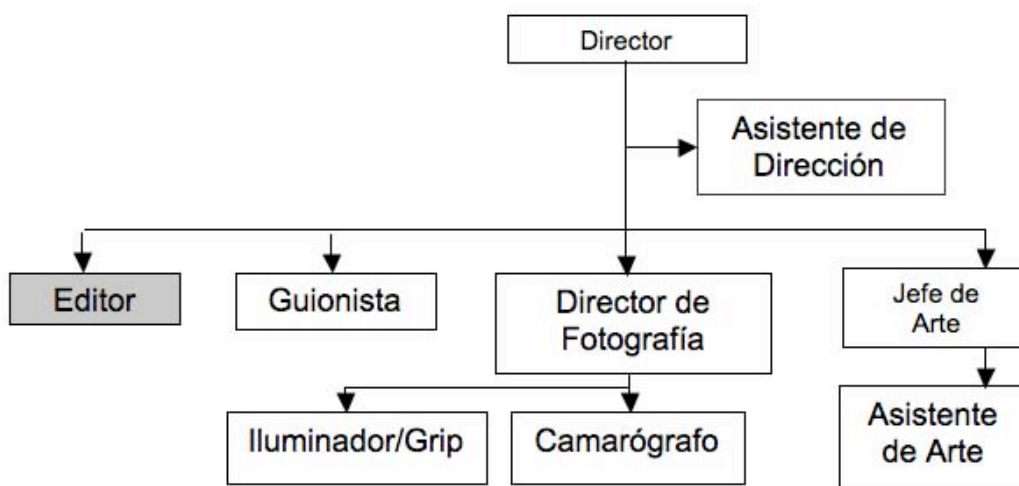 Director
Asistente de
Dirección
Editor
Guionista
Director de
Fotografía
Jefe de
Arte
Iluminador/Grip
Camarógrafo
Asistente
de Arte